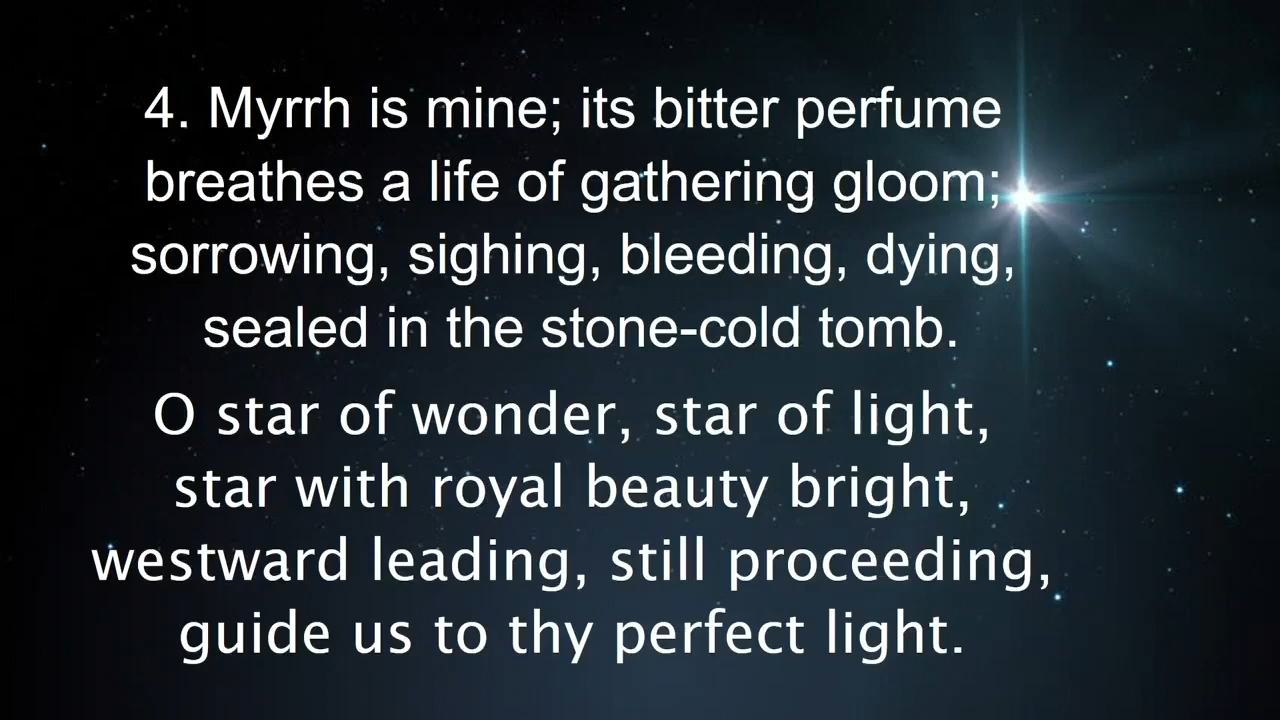 4. Myrrh is mine; its bitter perfume
breathes a life of gathering gloom;
sorrowing, sighing, bleeding, dying,
sealed in the stone-cold tomb.
O star of wonder, star of light,
star with royal beauty bright,
westward leading, still proceeding,
guide us to thy perfect light.